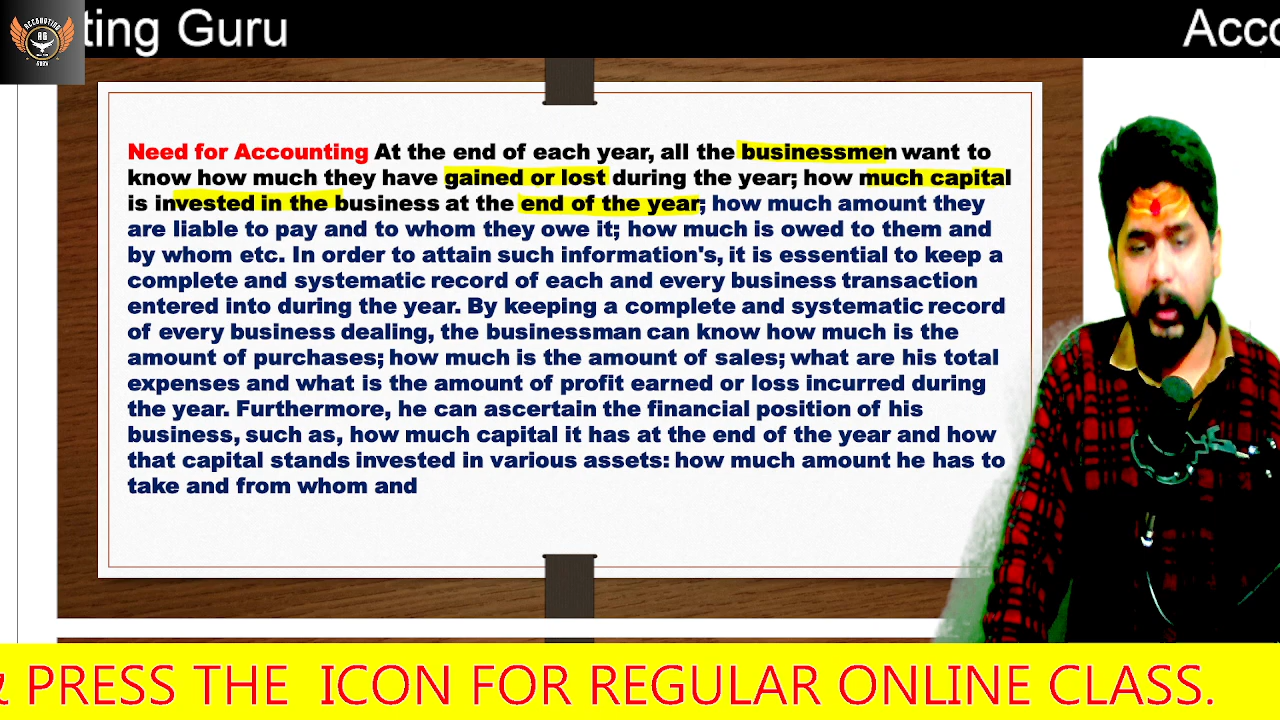 ting Guru
Acco
ACCOUNTING
AG
GURU
Need for Accounting At the end of each year, all the businessmen want to
know how much they have gained or lost during the year; how much capital
is invested in the business at the end of the year; how much amount they
are liable to pay and to whom they owe it; how much is owed to them and
by whom etc. In order to attain such information's, it is essential to keep a
complete and systematic record of each and every business transaction
entered into during the year. By keeping a complete and systematic record
of every business dealing, the businessman can know how much is the
amount of purchases; how much is the amount of sales; what are his total
expenses and what is the amount of profit earned or loss incurred during
the year. Furthermore, he can ascertain the financial position of his
business, such as, how much capital it has at the end of the year and how
that capital stands invested in various assets: how much amount he has to
take and from whom and
& PRESS THE ICON FOR REGULAR ONLINE CLASS.